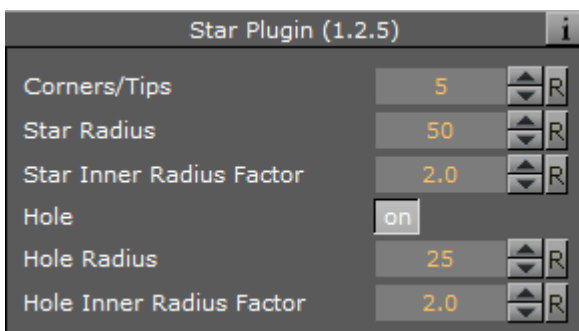 Star Plugin (1.2.5) i
Corners/Tips 5 R
Star Radius 50 R
Star Inner Radius Factor 2.0 R
Hole on
Hole Radius 25 R
Hole Inner Radius Factor 2.0 R